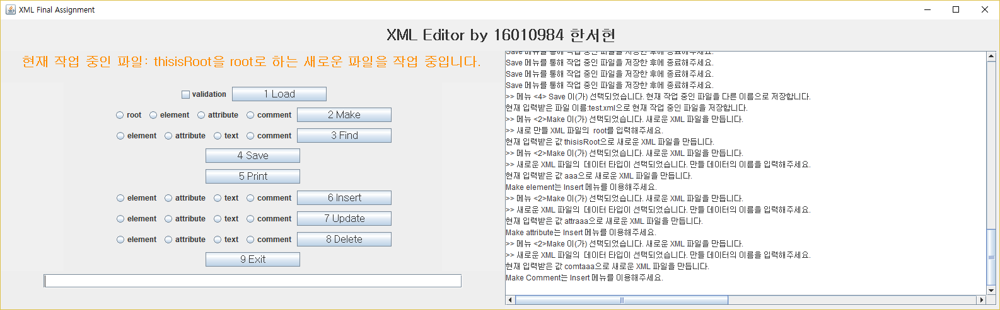 XML Final Assignment
XML Editor by 16010984 한서현
현재 작업 중인 파일: thisisRoot을 root로 하는 새로운 파일을 작업 중입니다.
validation 1 Load
root element attribute comment 2 Make
element attribute text comment 3 Find
4 Save
5 Print
element attribute text comment 6 Insert
element attribute text comment 7 Update
element attribute text comment 8 Delete
9 Exit
Save 메뉴를 통해 작업 중인 파일을 저장한 후에 종료해주세요.
Save 메뉴를 통해 작업 중인 파일을 저장한 후에 종료해주세요.
Save 메뉴를 통해 작업 중인 파일을 저장한 후에 종료해주세요.
Save 메뉴를 통해 작업 중인 파일을 저장한 후에 종료해주세요.
>> 메뉴 <4> Save 이(가) 선택되었습니다. 현재 작업 중인 파일을 다른 이름으로 저장합니다.
현재 입력받은 파일 이름:test.xml으로 현재 작업 중인 파일을 저장합니다.
>> 메뉴 <2>Make 이(가) 선택되었습니다. 새로운 XML 파일을 만듭니다.
>> 새로 만들 XML 파일의  root를 입력해주세요.
현재 입력받은 값 thisisRoot으로 새로운 XML 파일을 만듭니다.
>> 메뉴 <2>Make 이(가) 선택되었습니다. 새로운 XML 파일을 만듭니다.
>> 새로운 XML 파일의  데이터 타입이 선택되었습니다. 만들 데이터의 이름을 입력해주세요.
현재 입력받은 값 aaa으로 새로운 XML 파일을 만듭니다.
Make element는 Insert 메뉴를 이용해주세요.
>> 메뉴 <2>Make 이(가) 선택되었습니다. 새로운 XML 파일을 만듭니다.
>> 새로운 XML 파일의  데이터 타입이 선택되었습니다. 만들 데이터의 이름을 입력해주세요.
현재 입력받은 값 attraaa으로 새로운 XML 파일을 만듭니다.
Make attribute는 Insert 메뉴를 이용해주세요.
>> 메뉴 <2>Make 이(가) 선택되었습니다. 새로운 XML 파일을 만듭니다.
>> 새로운 XML 파일의  데이터 타입이 선택되었습니다. 만들 데이터의 이름을 입력해주세요.
현재 입력받은 값 comtaaa으로 새로운 XML 파일을 만듭니다.
Make Comment는 Insert 메뉴를 이용해주세요.